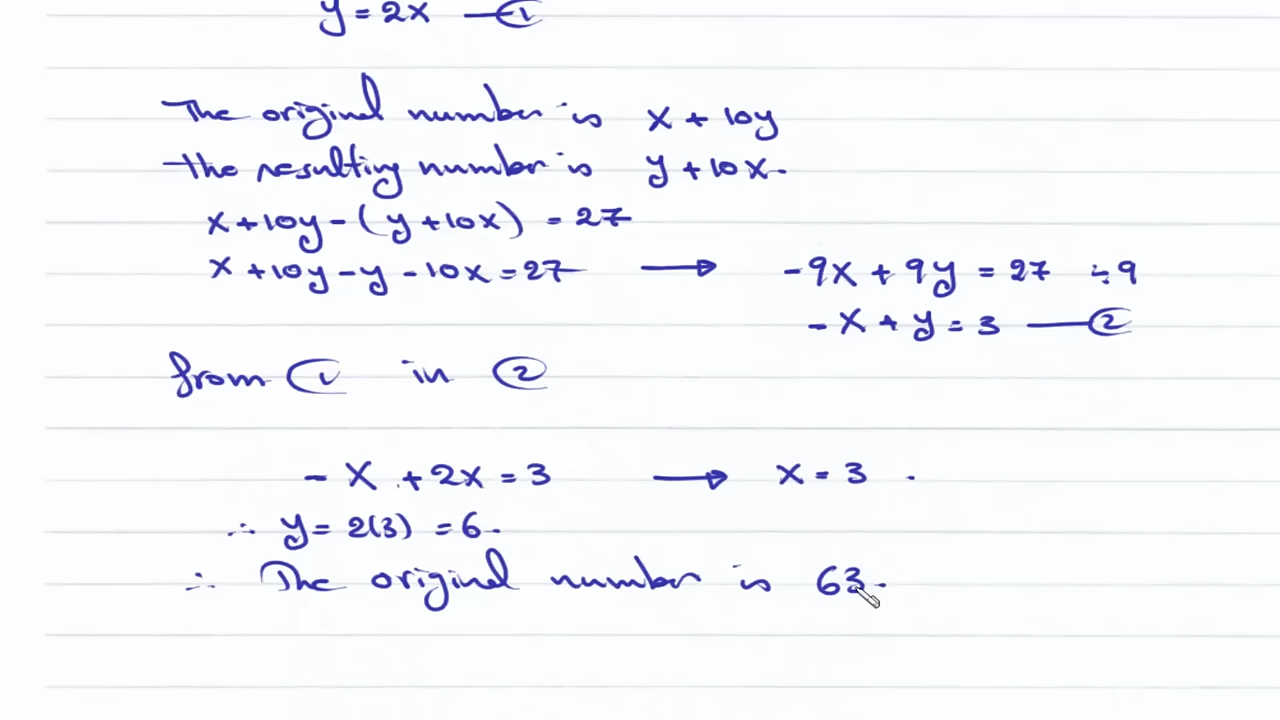 y = 2x —①
The original number is x + 10y
The resulting number is y + 10x.
x + 10y - (y + 10x) = 27
x + 10y - y - 10x = 27 → -9x + 9y = 27 ÷9
-x + y = 3 —②
from ① in ②
-x + 2x = 3 → x = 3.
∴ y = 2(3) = 6.
∴ The original number is 63.